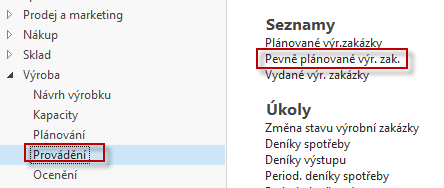 Prodej a marketing
Nákup
Sklad
Výroba
Návrh výrobku
Kapacity
Plánování
Provádění
Ocenění
Seznamy
Plánované výr.zakázky
Pevně plánované výr. zak.
Vydané výr. zakázky
Úkoly
Změna stavu výrobní zakázky
Deníky spotřeby
Deníky výstupu
Period. deníky spotřeby